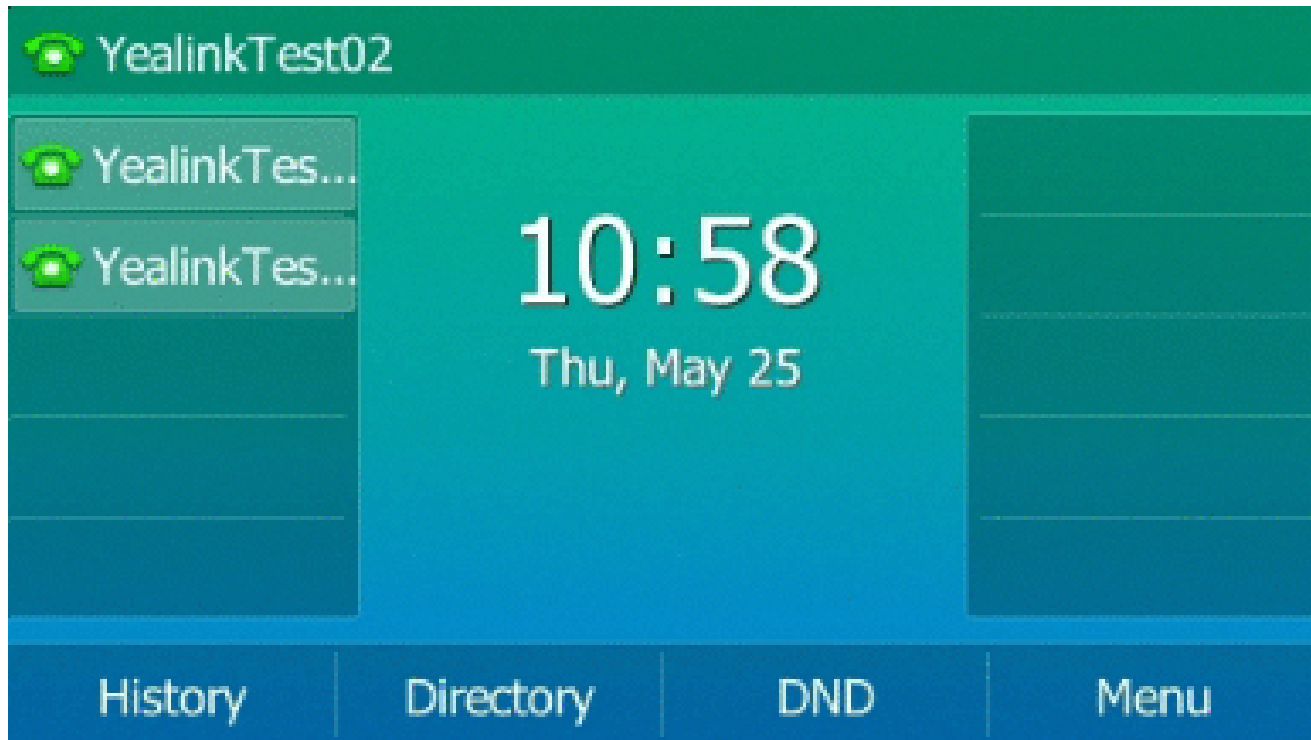 YealinkTest02
YealinkTes...
YealinkTes...
10:58
Thu, May 25
History
Directory
DND
Menu